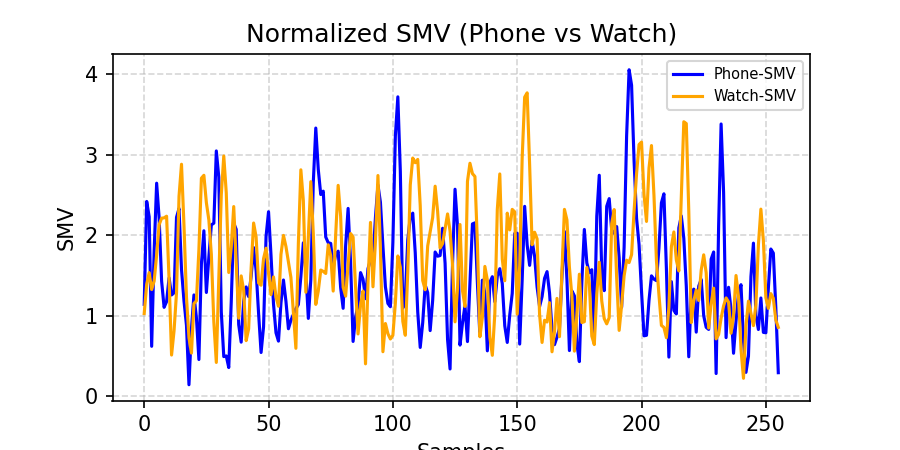 Normalized SMV (Phone vs Watch)
Phone-SMV
Watch-SMV
SMV
4
3
2
1
0
0 50 100 150 200 250
Samples